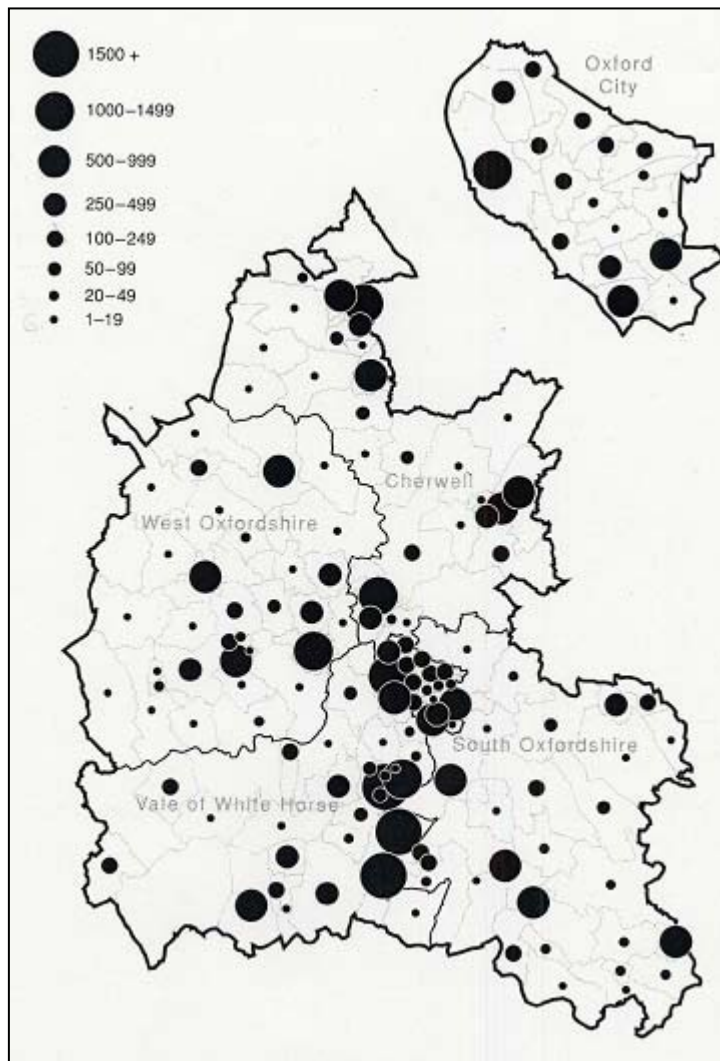 1500 +
1000–1499
500–999
250–499
100–249
50–99
20–49
1–19
Oxford
City
Cherwell
West Oxfordshire
South Oxfordshire
Vale of White Horse